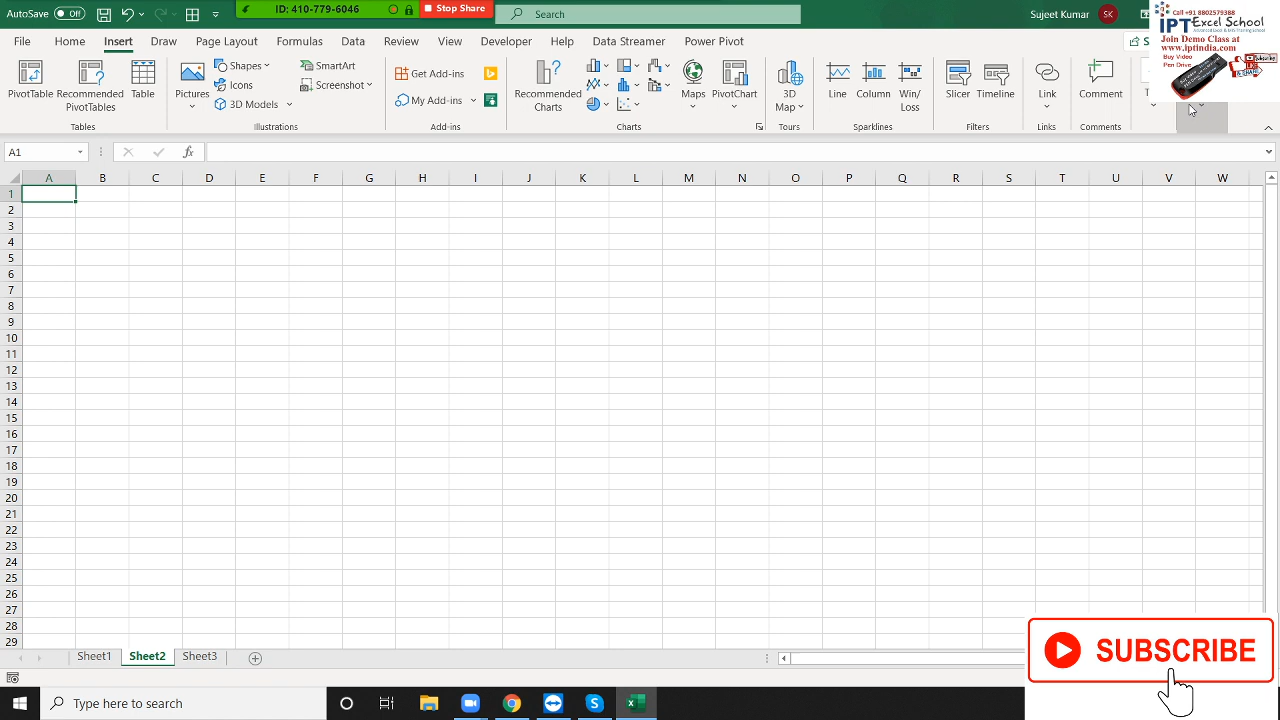 AutoSave Off
ID: 410-779-6046 Stop Share
Search
Sujeet Kumar SK
Call +91 8802579388
IPT Excel School
Join Demo Class at
www.iptindia.com
Buy Video
Pen Drive
File Home Insert Draw Page Layout Formulas Data Review View Developer Help Data Streamer Power Pivot
PivotTable Recommended PivotTables Table
Pictures Shapes Icons 3D Models SmartArt Screenshot
Get Add-ins My Add-ins
Recommended Charts Maps PivotChart
3D Map Line Column Win/Loss Slicer Timeline Link Comment
Tables Illustrations Add-ins Charts Tours Sparklines Filters Links Comments
A1 fx
A B C D E F G H I J K L M N O P Q R S T U V W
1
2
3
4
5
6
7
8
9
10
11
12
13
14
15
16
17
18
19
20
21
22
23
24
25
26
27
28
29
SUBSCRIBE
Sheet1 Sheet2 Sheet3
Type here to search